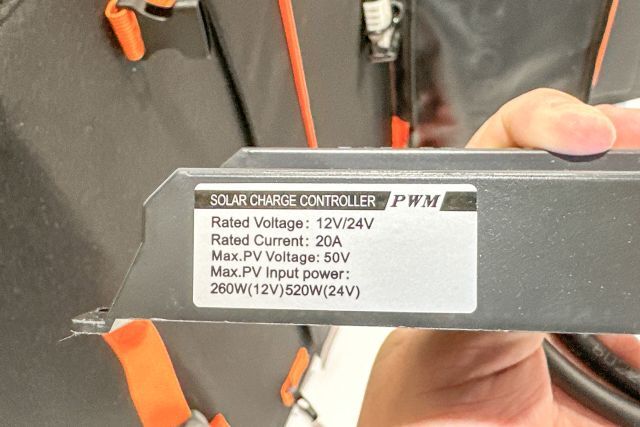 SOLAR CHARGE CONTROLLER PWM
Rated Voltage: 12V/24V
Rated Current: 20A
Max.PV Voltage: 50V
Max.PV Input power:
260W(12V)520W(24V)